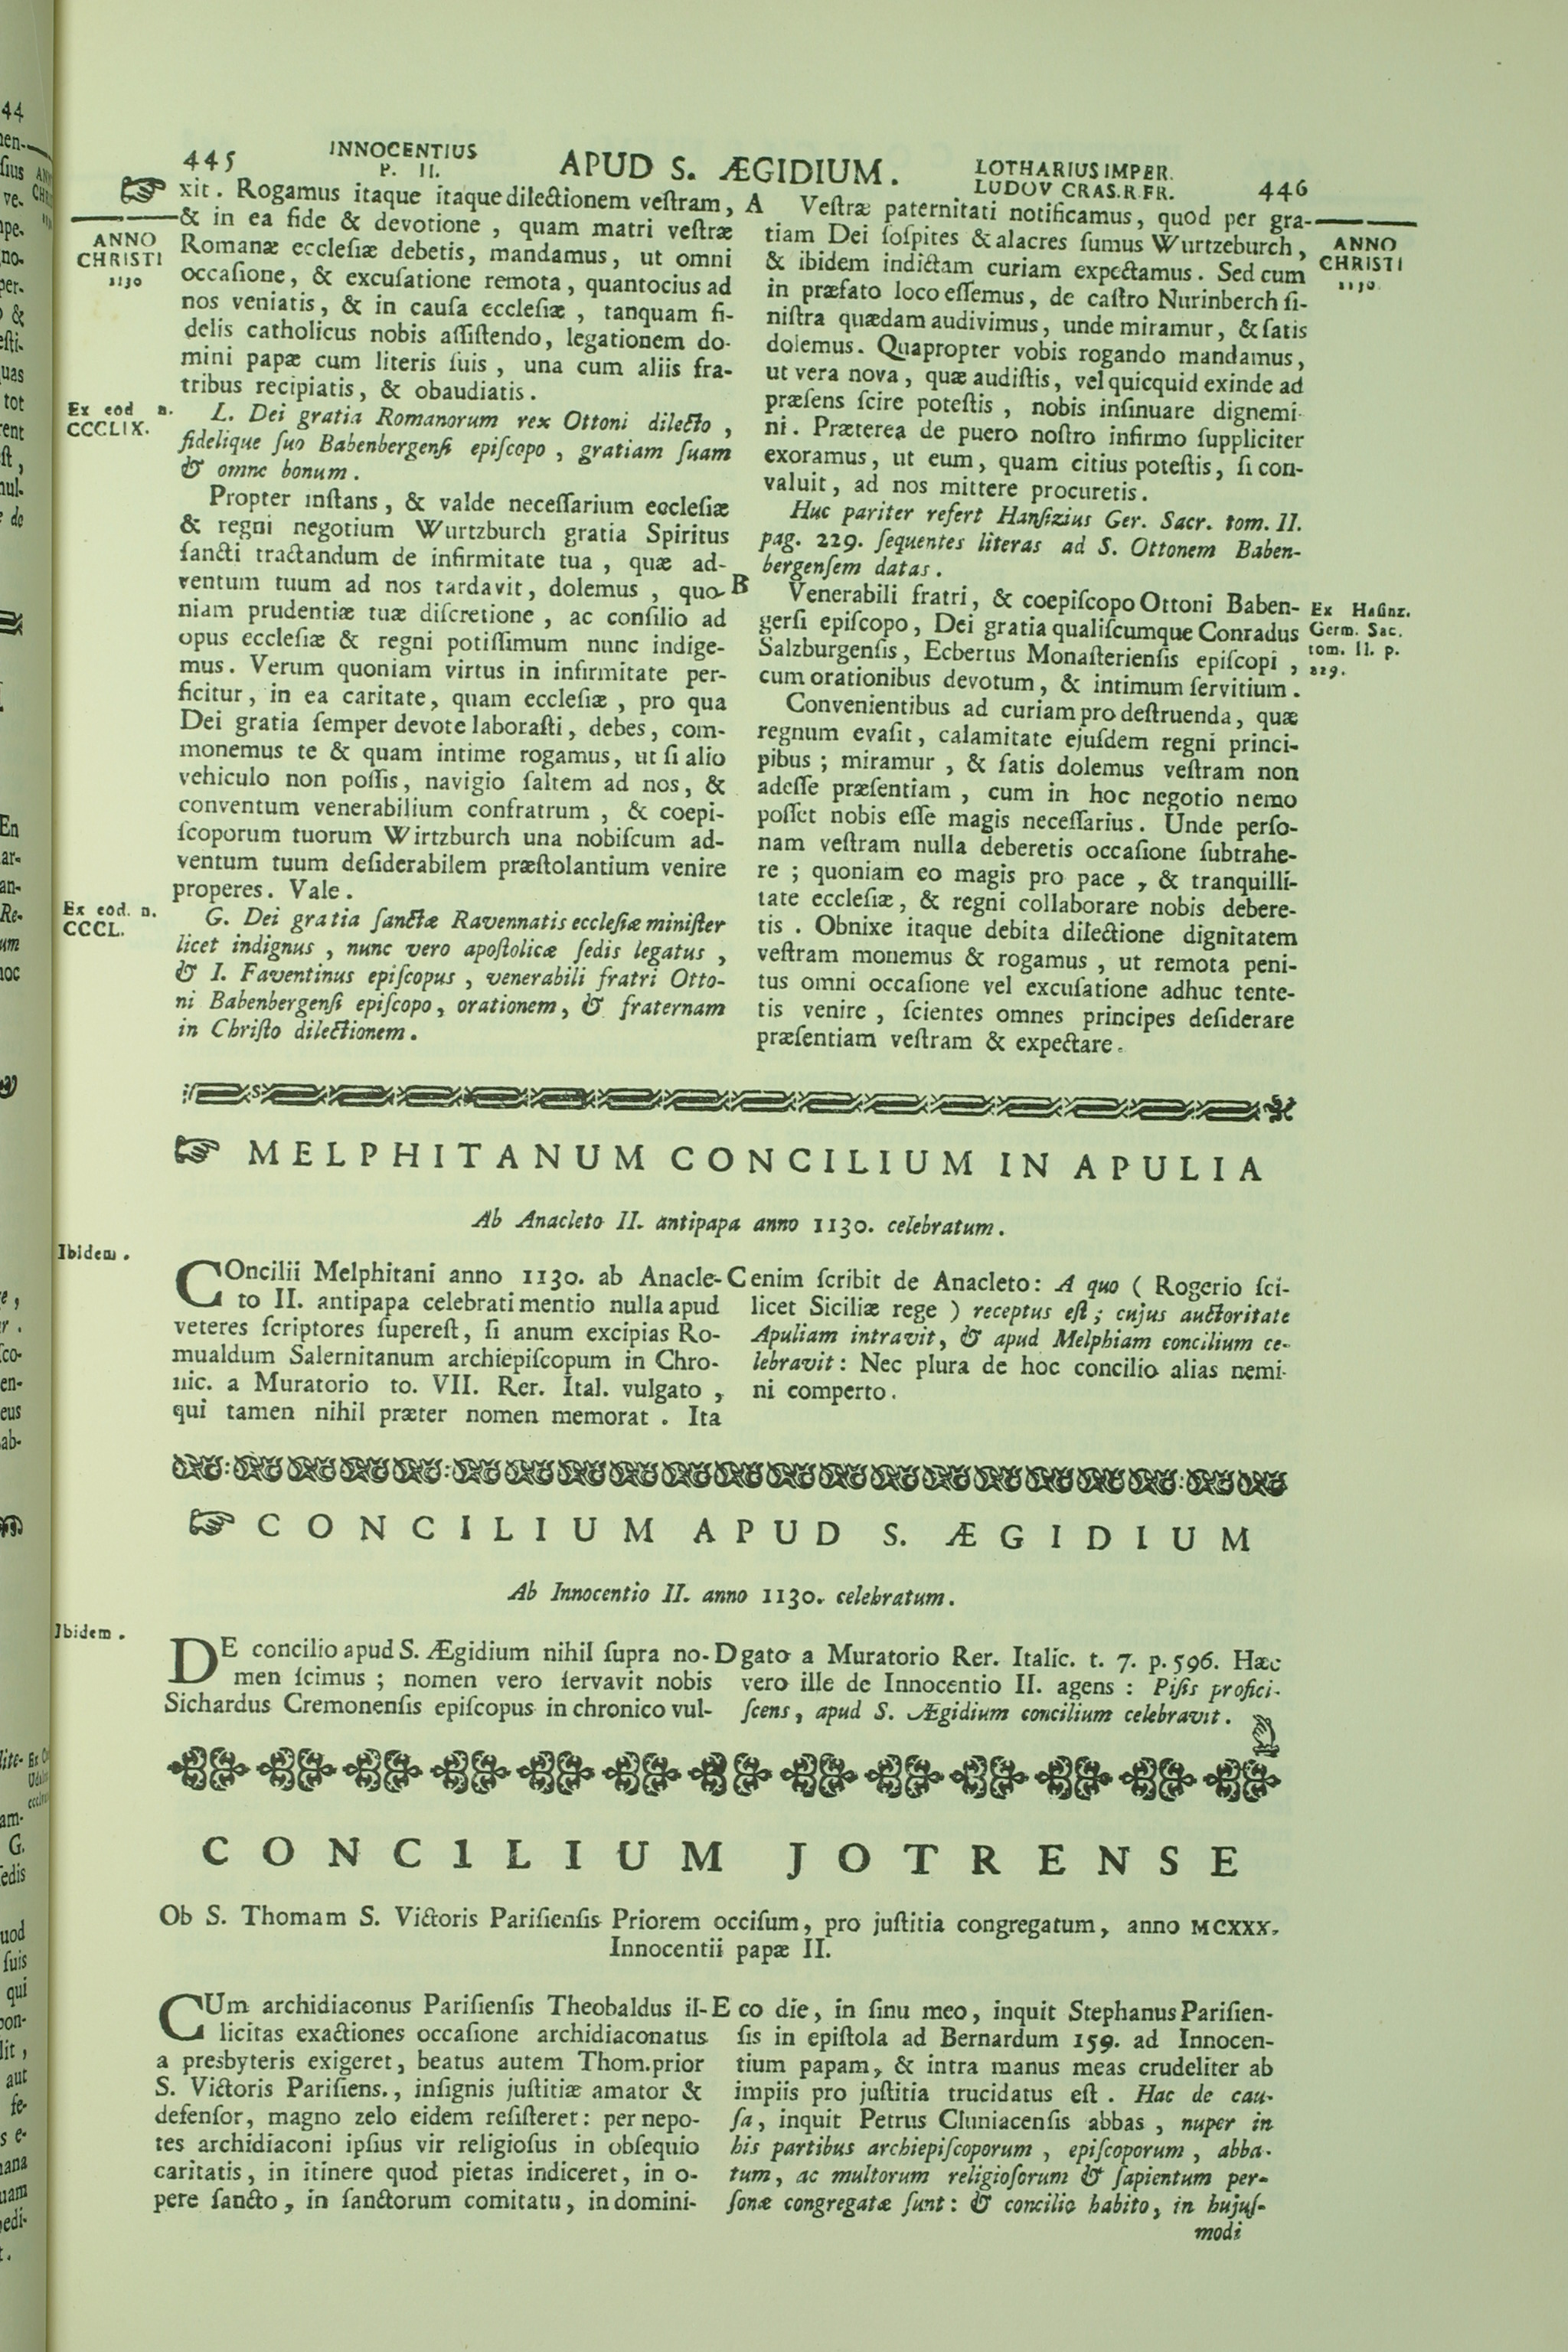 445
INNOCENTIUS
P. II.
APUD S. ÆGIDIUM.
LOTHARIUS IMPER.
LUDOV CRAS.R.FR.
446
ANNO
CHRISTI
1130
xit. Rogamus itaque itaque dilectionem veſtram,
& in ea fide & devotione, quam matri veſtræ
Romanæ eccleſiæ debetis, mandamus, ut omni
occaſione, & excuſatione remota, quantocius ad
nos veniatis, & in cauſa eccleſiæ, tanquam fi-
delis catholicus nobis aſſiſtendo, legationem do-
mini papæ cum literis ſuis, una cum aliis fra-
tribus recipiatis, & obaudiatis.
Ex eod n.
CCCLIX.
L. Dei gratia Romanorum rex Ottoni dilecto,
fidelique ſuo Babenbergenſi epiſcopo, gratiam ſuam
& omne bonum.
Propter inſtans, & valde neceſſarium eccleſiæ
& regni negotium Wurtzburch gratia Spiritus
ſancti tractandum de infirmitate tua, quæ ad-
ventum tuum ad nos tardavit, dolemus, quo-
niam prudentiæ tuæ diſcretione, ac conſilio ad
opus eccleſiæ & regni potiſſimum nunc indige-
mus. Verum quoniam virtus in infirmitate per-
ficitur, in ea caritate, quam eccleſiæ, pro qua
Dei gratia ſemper devote laboraſti, debes, com-
monemus te & quam intime rogamus, ut ſi alio
vehiculo non poſſis, navigio ſaltem ad nos, &
conventum venerabilium confratrum, & coepi-
ſcoporum tuorum Wirtzburch una nobiſcum ad-
ventum tuum deſiderabilem præſtolantium venire
properes. Vale.
Ex eod. n.
CCCL.
G. Dei gratia ſanctæ Ravennatis eccleſiæ miniſter
licet indignus, nunc vero apoſtolicæ ſedis legatus,
& I. Faventinus epiſcopus, venerabili fratri Otto-
ni Babenbergenſi epiſcopo, orationem, & fraternam
in Chriſto dilectionem.
A
Veſtræ paternitati notificamus, quod per gra-
tiam Dei ſoſpites & alacres ſumus Wurtzeburch,
& ibidem indictam curiam expectamus. Sed cum
in præfato loco eſſemus, de caſtro Nurinberch ſi-
niſtra quædam audivimus, unde miramur, & ſatis
dolemus. Quapropter vobis rogando mandamus,
ut vera nova, quæ audiſtis, vel quicquid exinde ad
præſens ſcire poteſtis, nobis inſinuare dignemi-
ni. Præterea de puero noſtro infirmo ſuppliciter
exoramus, ut eum, quam citius poteſtis, ſi con-
valuit, ad nos mittere procuretis.
ANNO
CHRISTI
1130.
Huc pariter refert Hanſizius Ger. Sacr. tom. II.
pag. 229. ſequentes literas ad S. Ottonem Baben-
bergenſem datas.
B
Venerabili fratri, & coepiſcopo Ottoni Baben-
gerſi epiſcopo, Dei gratia qualiſcumque Conradus
Salzburgenſis, Ecbertus Monaſterienſis epiſcopi,
cum orationibus devotum, & intimum ſervitium.
Ex Haſinz.
Germ. Sac.
tom. II. p.
229.
Convenientibus ad curiam pro deſtruenda, quæ
regnum evaſit, calamitate ejuſdem regni princi-
pibus; miramur, & ſatis dolemus veſtram non
adeſſe præſentiam, cum in hoc negotio nemo
poſſet nobis eſſe magis neceſſarius. Unde perſo-
nam veſtram nulla deberetis occaſione ſubtrahe-
re; quoniam eo magis pro pace, & tranquilli-
tate eccleſiæ, & regni collaborare nobis debere-
tis. Obnixe itaque debita dilectione dignitatem
veſtram monemus & rogamus, ut remota peni-
tus omni occaſione vel excuſatione adhuc tente-
tis venire, ſcientes omnes principes deſiderare
præſentiam veſtram & expectare.
MELPHITANUM CONCILIUM IN APULIA
Ab Anacleto II. antipapa anno 1130. celebratum.
Ibidem.
COncilii Melphitani anno 1130. ab Anacle-
to II. antipapa celebrati mentio nulla apud
veteres ſcriptores ſupereſt, ſi anum excipias Ro-
mualdum Salernitanum archiepiſcopum in Chro-
nic. a Muratorio to. VII. Rer. Ital. vulgato,
qui tamen nihil præter nomen memorat. Ita
C
enim ſcribit de Anacleto: A quo ( Rogerio ſci-
licet Siciliæ rege ) receptus eſt; cujus auctoritate
Apuliam intravit, & apud Melphiam concilium ce-
lebravit: Nec plura de hoc concilio alias nemi-
ni comperto.
CONCILIUM APUD S. ÆGIDIUM
Ab Innocentio II. anno 1130. celebratum.
Ibidem.
DE concilio apud S. Ægidium nihil ſupra no-
men ſcimus; nomen vero ſervavit nobis
Sichardus Cremonenſis epiſcopus in chronico vul-
D
gato a Muratorio Rer. Italic. t. 7. p. 596. Hæc
vero ille de Innocentio II. agens: Piſis profici-
ſcens, apud S. Ægidium concilium celebravit.
CONC1LIUM JOTRENSE
Ob S. Thomam S. Victoris Pariſienſis Priorem occiſum, pro juſtitia congregatum, anno MCXXX.
Innocentii papæ II.
CUm archidiaconus Pariſienſis Theobaldus il-
licitas exactiones occaſione archidiaconatus
a presbyteris exigeret, beatus autem Thom.prior
S. Victoris Pariſiens., inſignis juſtitiæ amator &
defenſor, magno zelo eidem reſiſteret: per nepo-
tes archidiaconi ipſius vir religioſus in obſequio
caritatis, in itinere quod pietas indiceret, in o-
pere ſancto, in ſanctorum comitatu, in domini-
E
co die, in ſinu meo, inquit Stephanus Pariſien-
ſis in epiſtola ad Bernardum 159. ad Innocen-
tium papam, & intra manus meas crudeliter ab
impiis pro juſtitia trucidatus eſt. Hac de cau-
ſa, inquit Petrus Cluniacenſis abbas, nuper in
his partibus archiepiſcoporum, epiſcoporum, abba-
tum, ac multorum religioſorum & ſapientum per-
ſonæ congregatæ ſunt: & concilio habito, in hujuſ-
modi